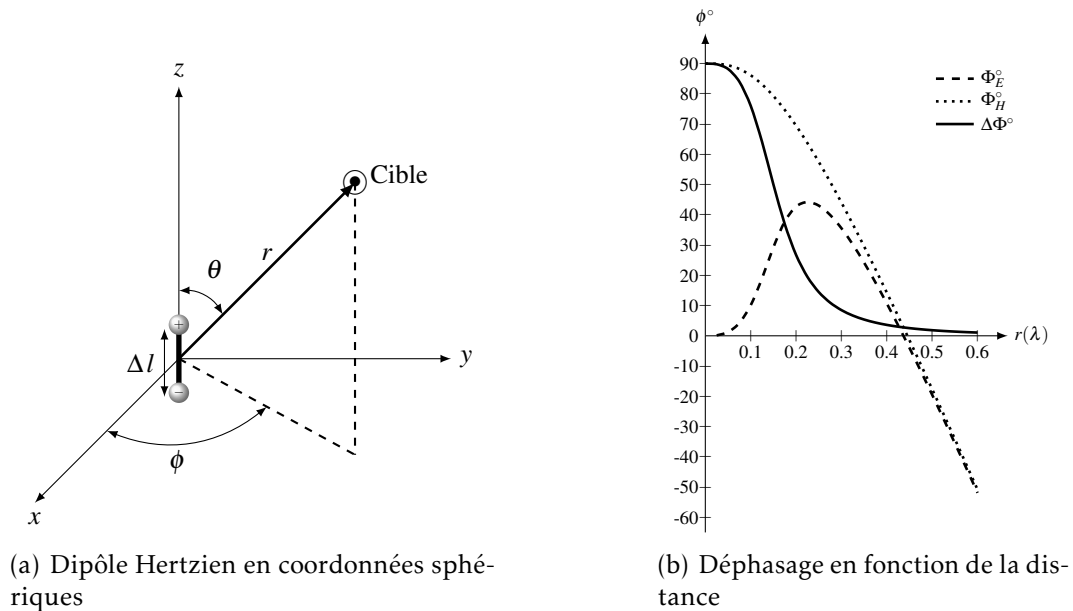 z
Cible
r
θ
+
Δl
−
y
ϕ
x
(a) Dipôle Hertzien en coordonnées sphé-
riques
ϕ°
90
80
70
60
50
40
30
20
10
0
-10
-20
-30
-40
-50
-60
0.1 0.2 0.3 0.4 0.5 0.6
r(λ)
Φ°E
Φ°H
ΔΦ°
(b) Déphasage en fonction de la dis-
tance